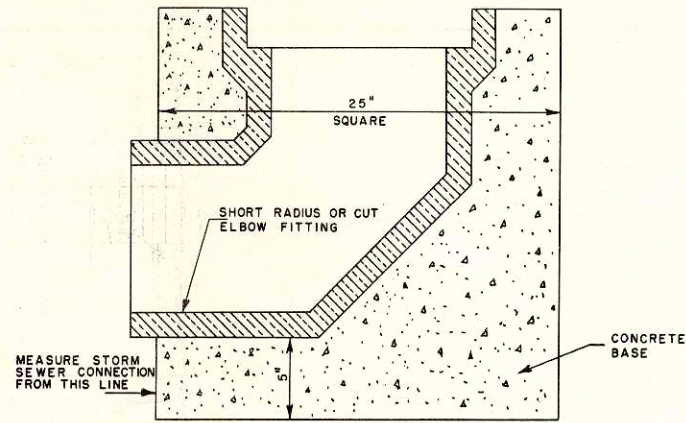 25"
SQUARE
SHORT RADIUS OR CUT
ELBOW FITTING
CONCRETE
BASE
MEASURE STORM
SEWER CONNECTION
FROM THIS LINE
5"